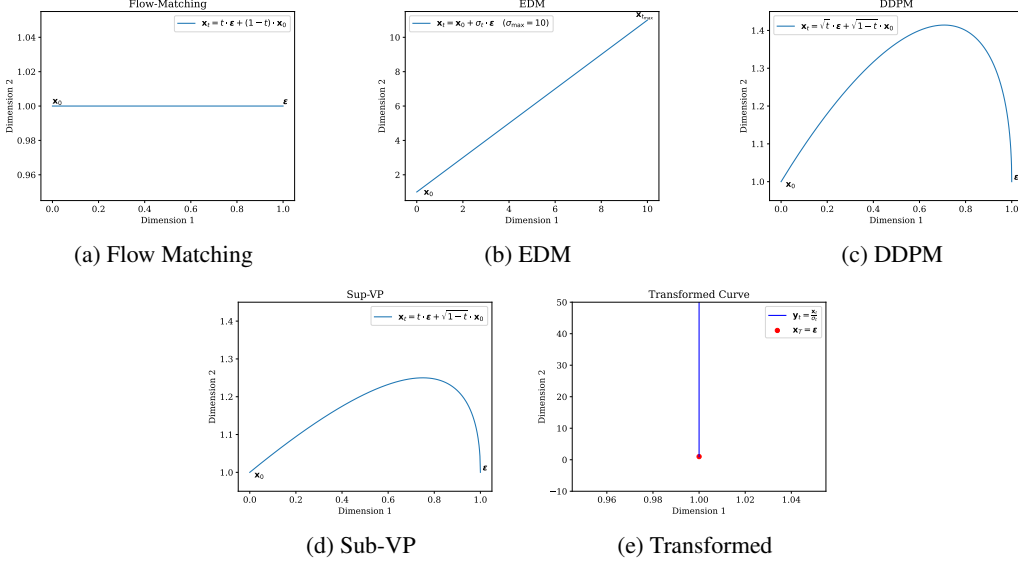 Flow-Matching
x_t = t · ε + (1 − t) · x_0
1.04
1.02
1.00
0.98
0.96
Dimension 2
x_0
ε
0.0 0.2 0.4 0.6 0.8 1.0
Dimension 1
(a) Flow Matching
EDM
x_t = x_0 + σ_t · ε (σ_max = 10)
x_{t_max}
10
8
6
4
2
Dimension 2
x_0
0 2 4 6 8 10
Dimension 1
(b) EDM
DDPM
x_t = √t · ε + √(1 − t) · x_0
1.4
1.3
1.2
1.1
1.0
Dimension 2
x_0
ε
0.0 0.2 0.4 0.6 0.8 1.0
Dimension 1
(c) DDPM
Sup-VP
x_t = t · ε + √(1 − t) · x_0
1.4
1.3
1.2
1.1
1.0
Dimension 2
x_0
ε
0.0 0.2 0.4 0.6 0.8 1.0
Dimension 1
(d) Sub-VP
Transformed Curve
y_t = x_t/σ_t
x_T = ε
50
40
30
20
10
0
−10
Dimension 2
0.96 0.98 1.00 1.02 1.04
Dimension 1
(e) Transformed